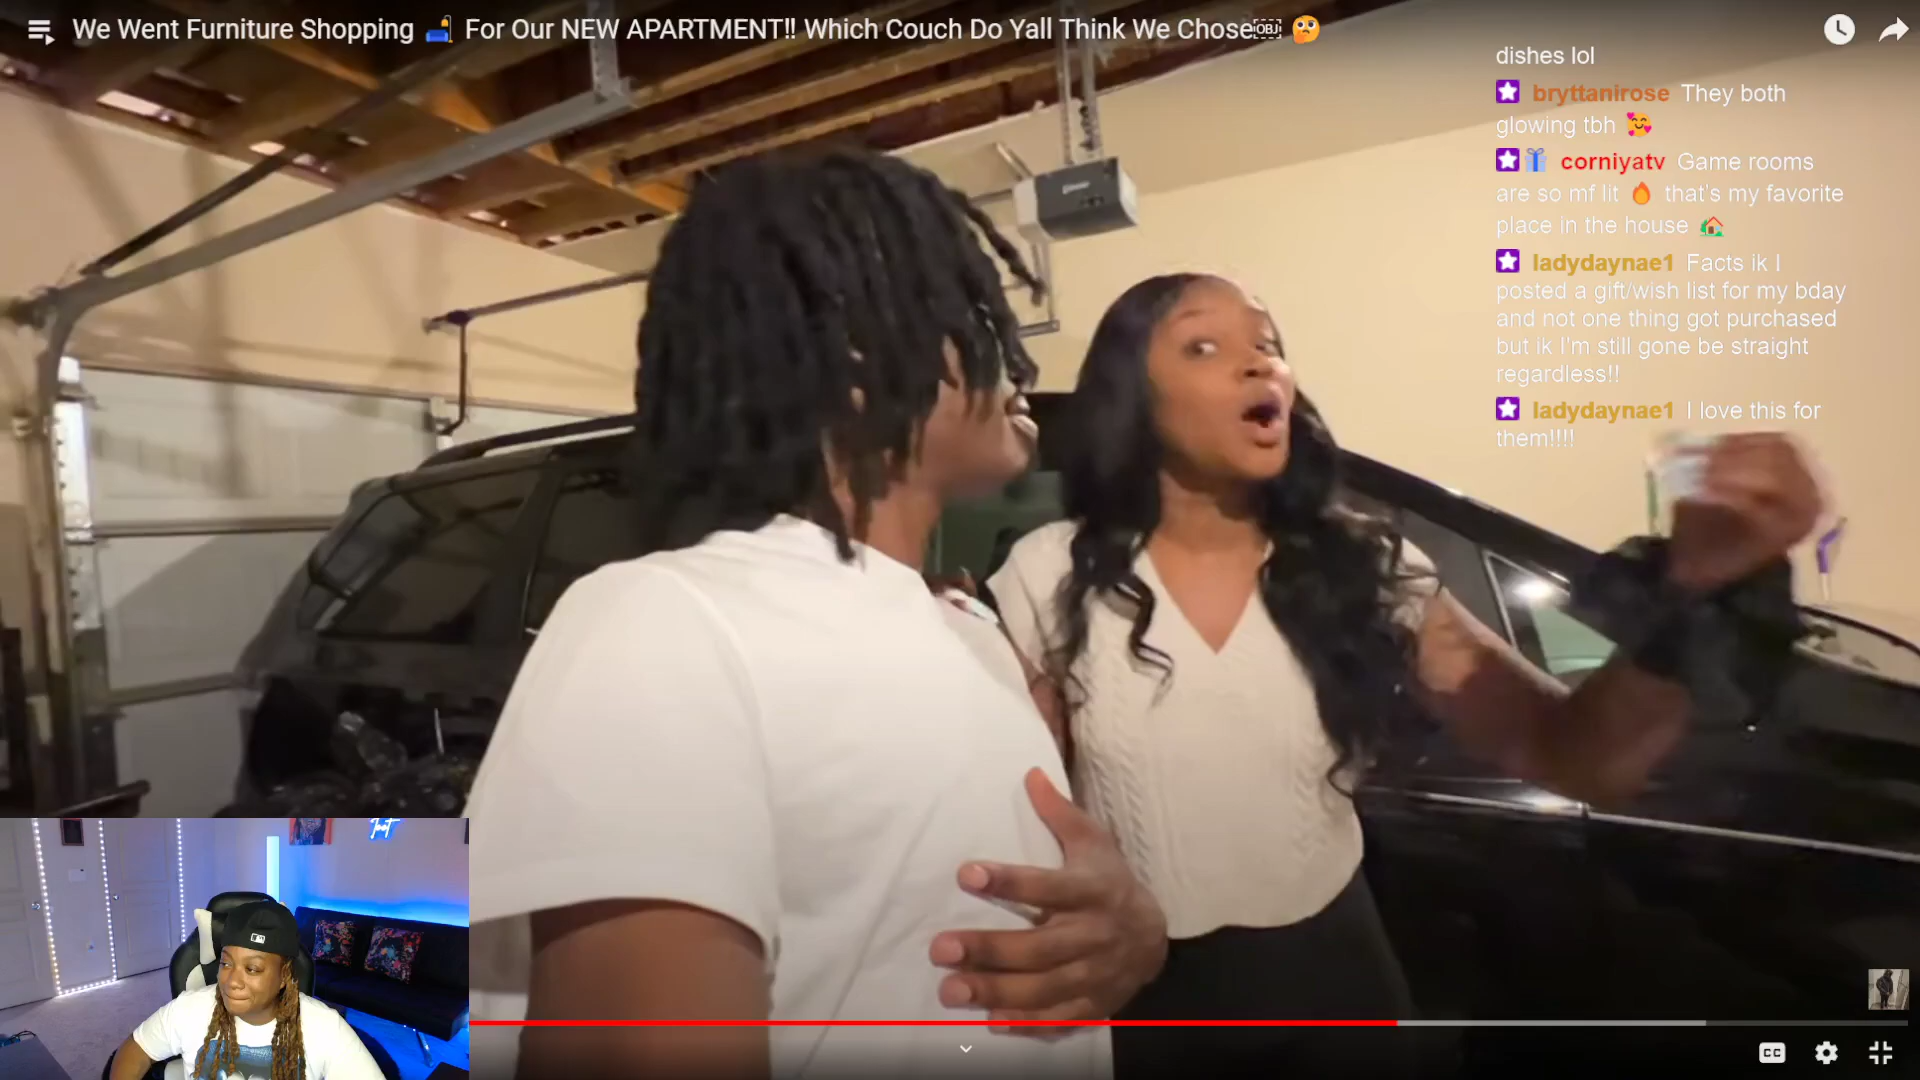 We Went Furniture Shopping 🛋️ For Our NEW APARTMENT!! Which Couch Do Yall Think We Chose￼ 🤔
dishes lol
bryttanirose They both
glowing tbh 🥰
corniyatv Game rooms
are so mf lit 🔥 that's my favorite
place in the house 🏡
ladydaynae1 Facts ik I
posted a gift/wish list for my bday
and not one thing got purchased
but ik I'm still gone be straight
regardless!!
ladydaynae1 I love this for
them!!!!
CC